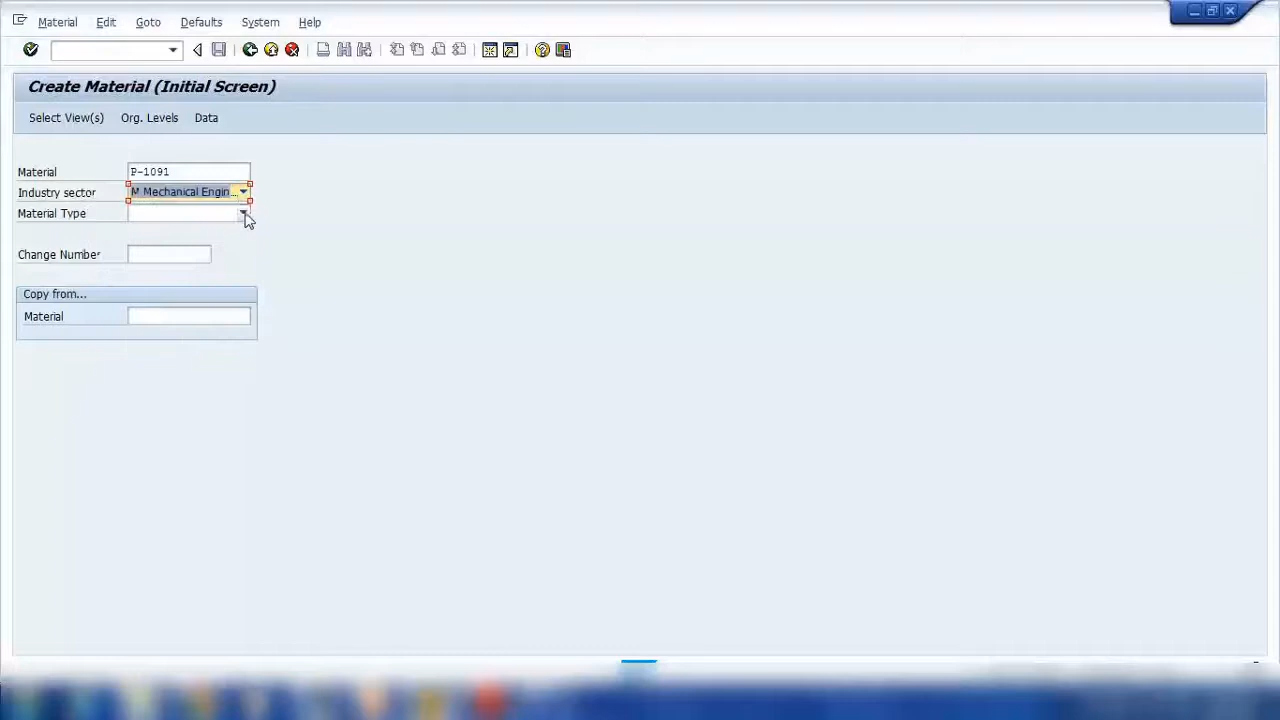 Material Edit Goto Defaults System Help
Create Material (Initial Screen)
Select View(s) Org. Levels Data
Material P-1091
Industry sector M Mechanical Engin...
Material Type
Change Number
Copy from...
Material